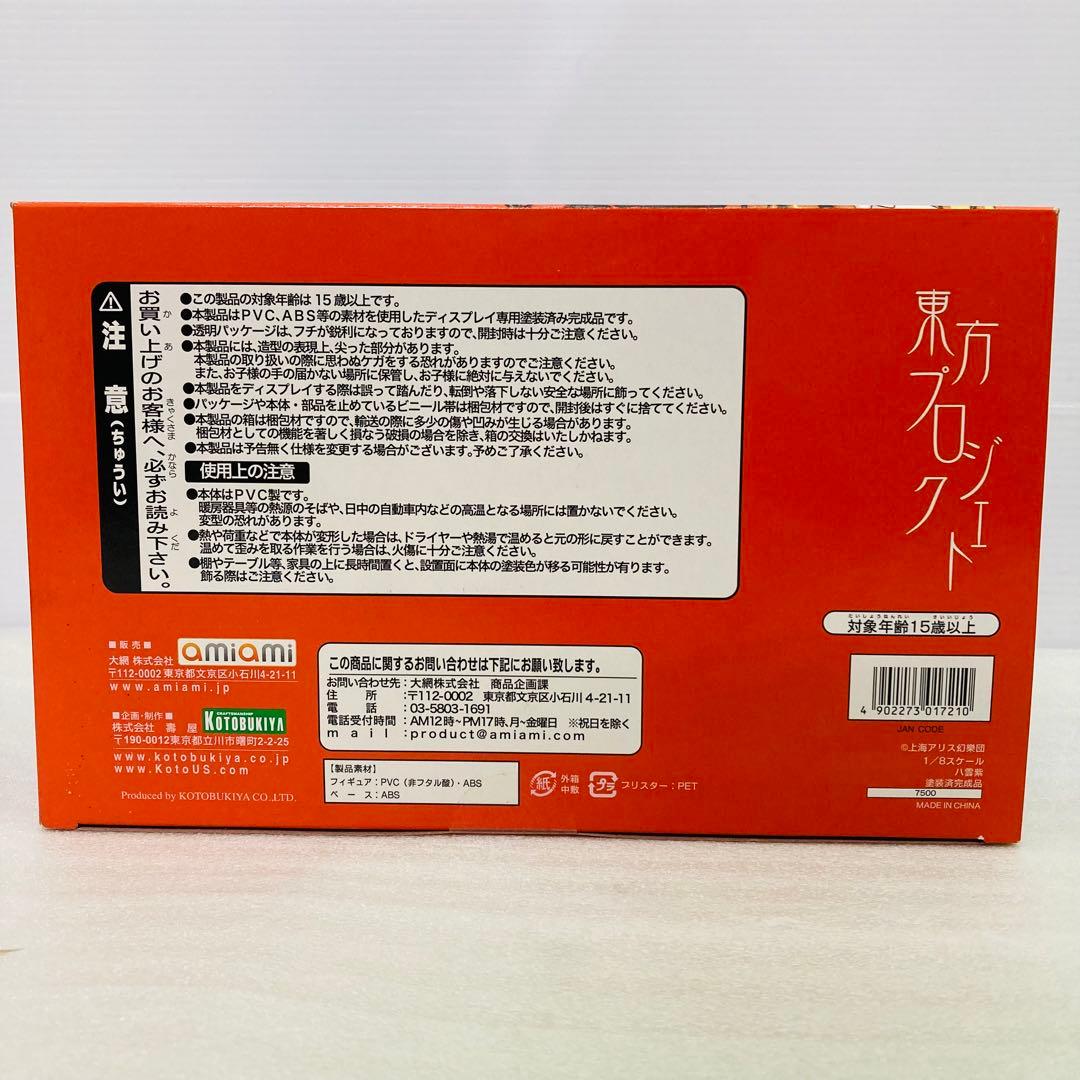 ⚠注意(ちゅうい)
お買い上げのお客様へ、必ずお読み下さい。
か あ きゃくさま かなら よ くだ
●この製品の対象年齢は15歳以上です。
●本製品はPVC、ABS等の素材を使用したディスプレイ専用塗装済み完成品です。
●透明パッケージは、フチが鋭利になっておりますので、開封時は十分ご注意ください。
●本製品には、造型の表現上、尖った部分があります。
本製品の取り扱いの際に思わぬケガをする恐れがありますのでご注意ください。
また、お子様の手の届かない場所に保管し、お子様に絶対に与えないでください。
●本製品をディスプレイする際は誤って踏んだり、転倒や落下しない安全な場所に飾ってください。
●パッケージや本体・部品を止めているビニール帯は梱包材ですので、開封後はすぐに捨ててください。
●本製品の箱は梱包材ですので、輸送の際に多少の傷や凹みが生じる場合があります。
梱包材としての機能を著しく損なう破損の場合を除き、箱の交換はいたしかねます。
●本製品は予告無く仕様を変更する場合がございます。予めご了承ください。
使用上の注意
●本体はPVC製です。
暖房器具等の熱源のそばや、日中の自動車内などの高温となる場所には置かないでください。
変型の恐れがあります。
●熱や荷重などで本体が変形した場合は、ドライヤーや熱湯で温めると元の形に戻すことができます。
温めて歪みを取る作業を行う場合は、火傷に十分ご注意ください。
●棚やテーブル等、家具の上に長時間置くと、設置面に本体の塗装色が移る可能性が有ります。
飾る際はご注意ください。
東方プロジェクト
たいしょうねんれい さいいじょう
対象年齢15歳以上
■販売■
amiami
大網 株式会社
〒112-0002 東京都文京区小石川4-21-11
www.amiami.jp
■企画・制作■
CRAFTSMANSHIP
KOTOBUKIYA
株式会社 壽屋
〒190-0012東京都立川市曙町2-2-25
www.kotobukiya.co.jp
www.KotoUS.com
Produced by KOTOBUKIYA CO.,LTD.
この商品に関するお問い合わせは下記にお願い致します。
お問い合わせ先：大網株式会社 商品企画課
住所：〒112-0002 東京都文京区小石川 4-21-11
電話：03-5803-1691
電話受付時間：AM12時~PM17時、月~金曜日 ※祝日を除く
mail:product@amiami.com
【製品素材】
フィギュア：PVC（非フタル酸）・ABS
ベース：ABS
紙
外箱
中敷
プラ
ブリスター：PET
4 902273 017210
JAN CODE
©上海アリス幻樂団
1／8スケール
八雲紫
塗装済完成品
7500
MADE IN CHINA